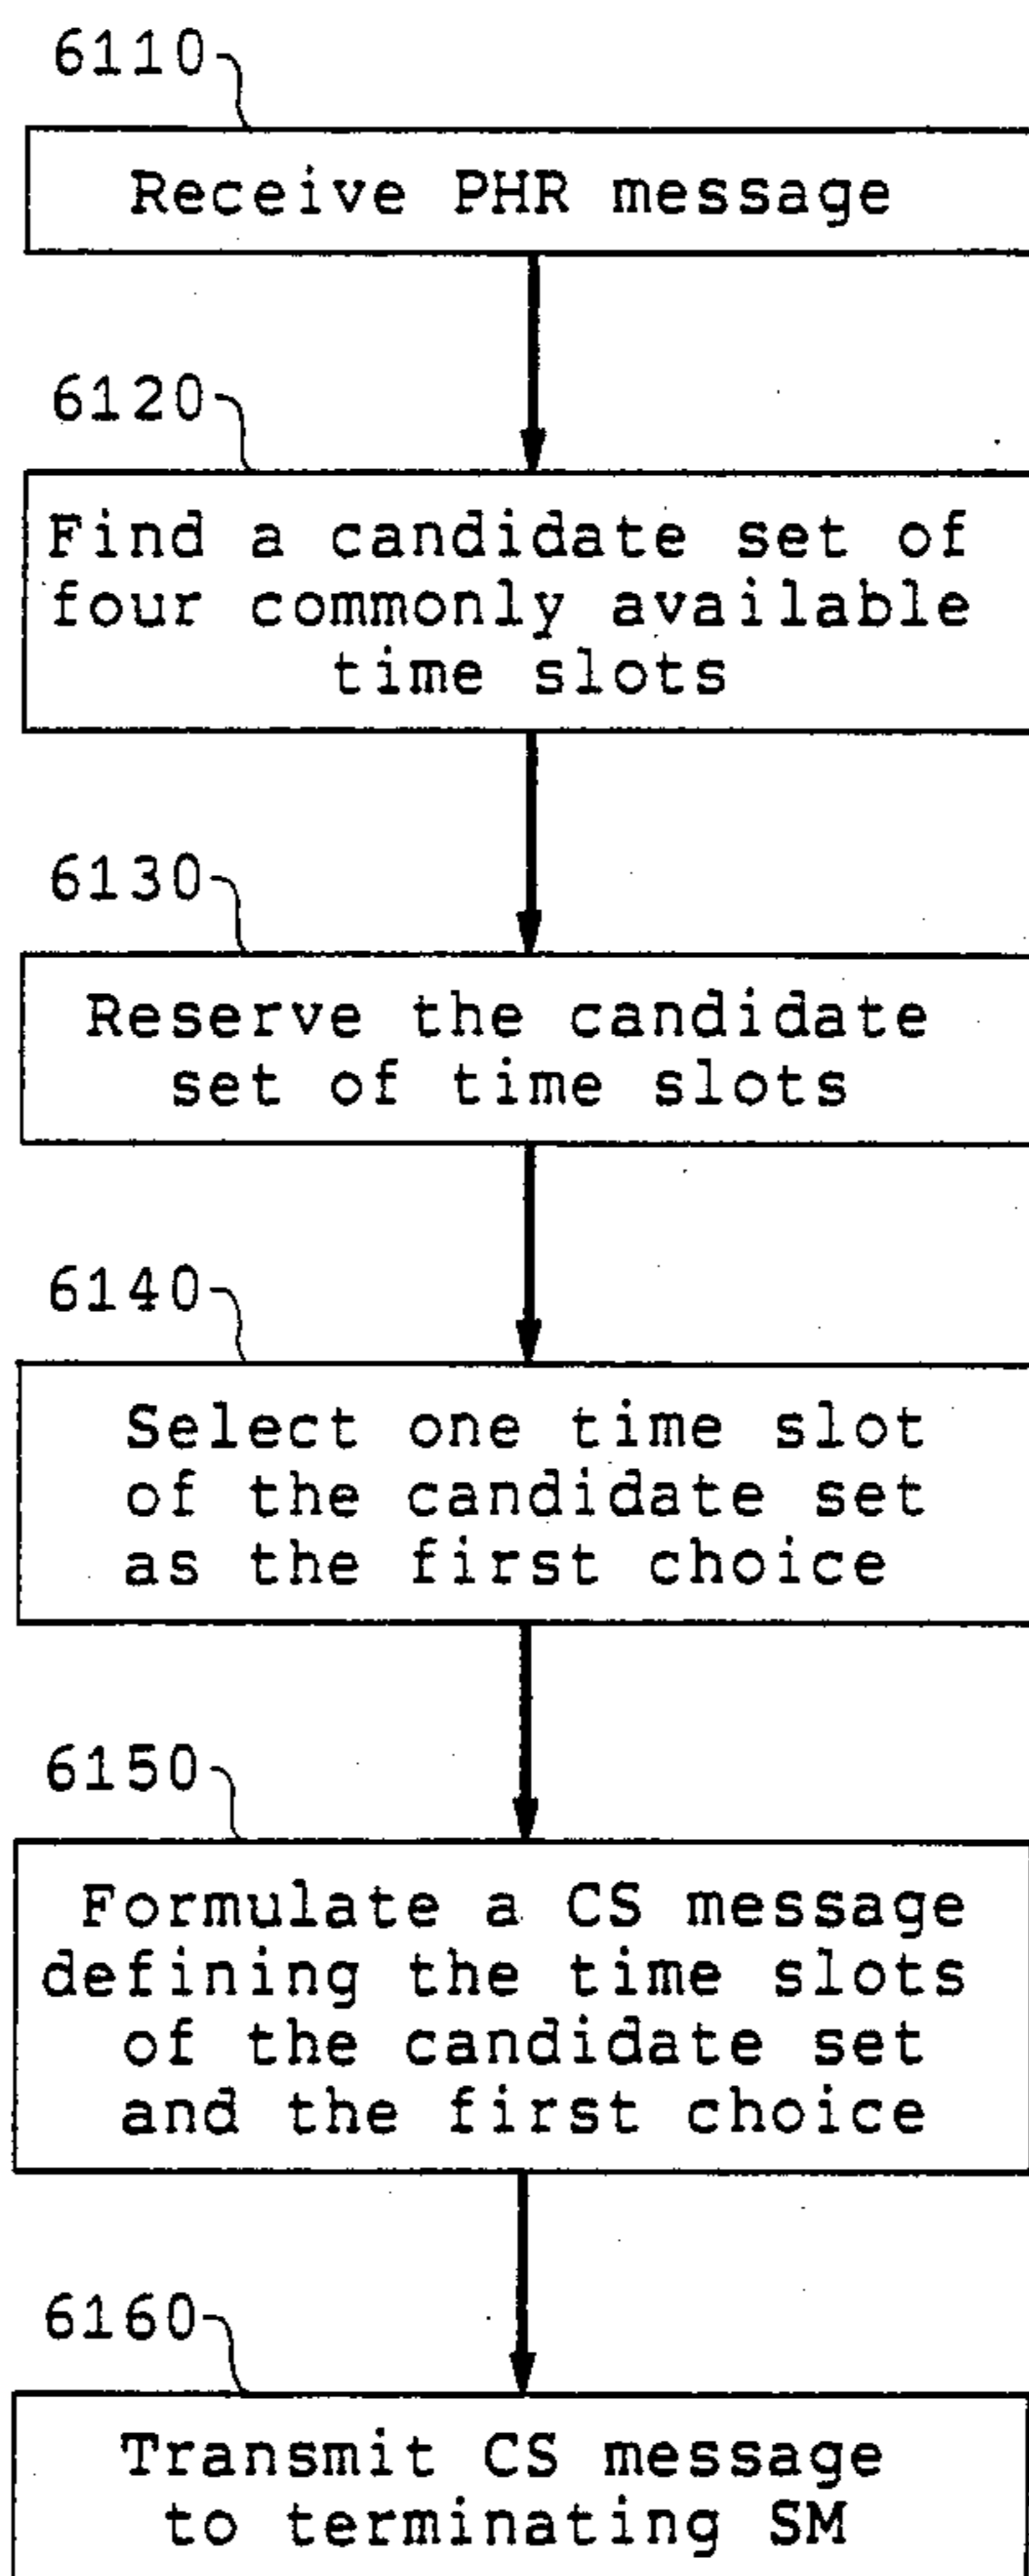 6110
Receive PHR message
6120
Find a candidate set of
four commonly available
time slots
6130
Reserve the candidate
set of time slots
6140
Select one time slot
of the candidate set
as the first choice
6150
Formulate a CS message
defining the time slots
of the candidate set
and the first choice
6160
Transmit CS message
to terminating SM